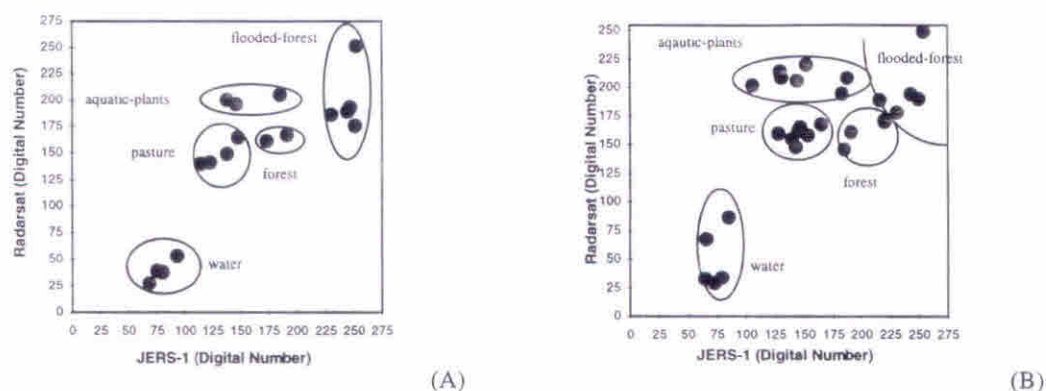 275
250
225
200
175
150
125
100
75
50
25
0
Radarsat (Digital Number)
flooded-forest
aquatic-plants
pasture
forest
water
0 25 50 75 100 125 150 175 200 225 250 275
JERS-1 (Digital Number)
(A)
250
225
200
175
150
125
100
75
50
25
0
Radarsat (Digital Number)
aqautic-plants
flooded-forest
pasture
forest
water
0 25 50 75 100 125 150 175 200 225 250
JERS-1 (Digital Number)
(B)